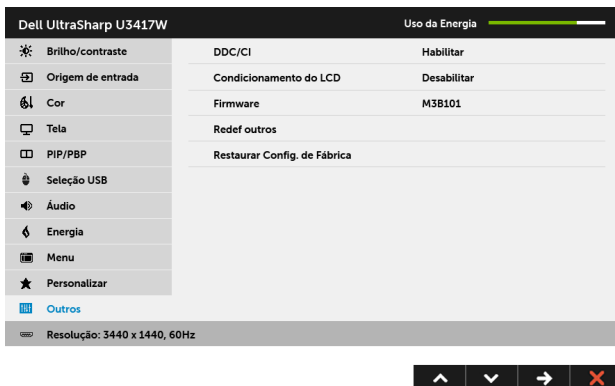 Dell UltraSharp U3417W Uso da Energia
Brilho/contraste DDC/CI Habilitar
Origem de entrada Condicionamento do LCD Desabilitar
Cor Firmware M3B101
Tela Redef outros
PIP/PBP Restaurar Config. de Fábrica
Seleção USB
Áudio
Energia
Menu
Personalizar
Outros
Resolução: 3440 x 1440, 60Hz